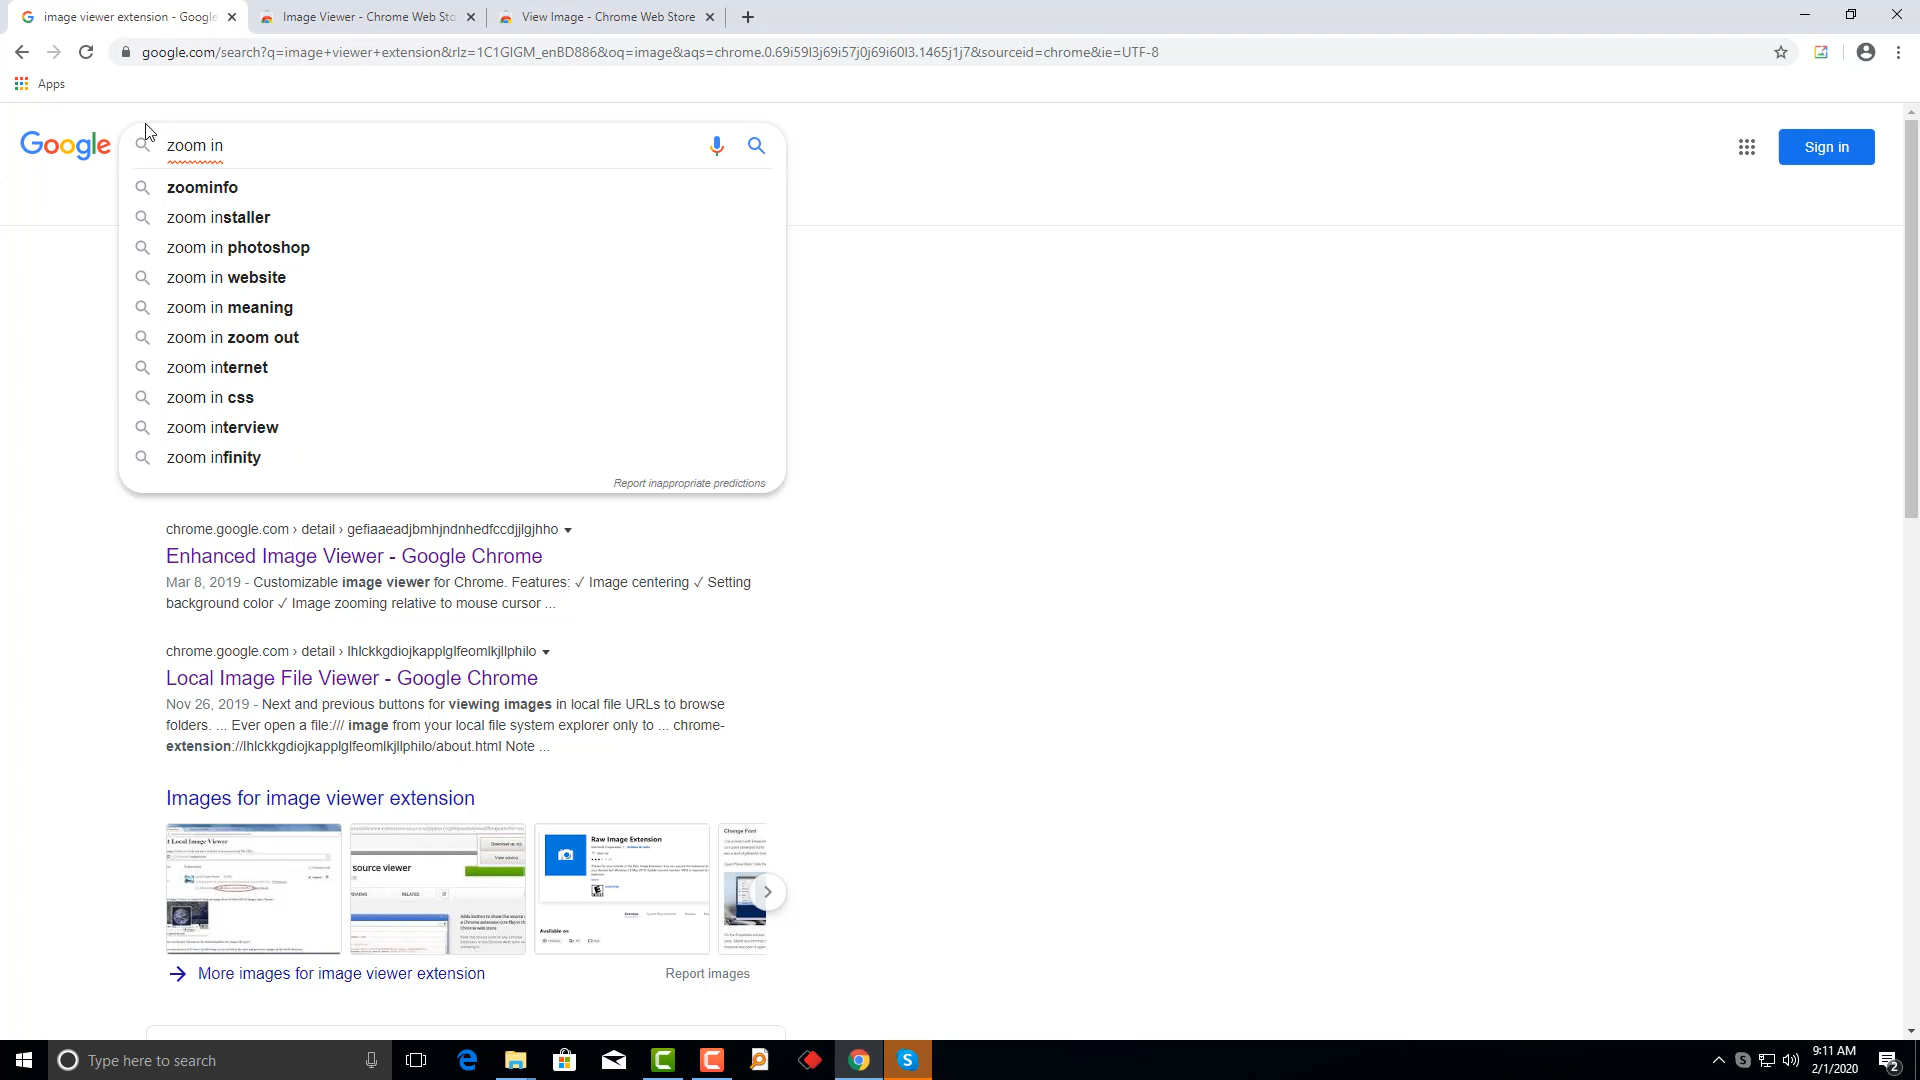 image viewer extension - Google
Image Viewer - Chrome Web Sto
View Image - Chrome Web Store
google.com/search?q=image+viewer+extension&rlz=1C1GIGM_enBD886&oq=image&aqs=chrome.0.69i59l3j69i57j0j69i60l3.1465j1j7&sourceid=chrome&ie=UTF-8
Apps
Google
zoom in
Sign in
zoominfo
zoom installer
zoom in photoshop
zoom in website
zoom in meaning
zoom in zoom out
zoom internet
zoom in css
zoom interview
zoom infinity
Report inappropriate predictions
chrome.google.com › detail › gefiaaeadjbmhjndnhedfccdjjlgjhho
Enhanced Image Viewer - Google Chrome
Mar 8, 2019 - Customizable image viewer for Chrome. Features: ✓ Image centering ✓ Setting
background color ✓ Image zooming relative to mouse cursor ...
chrome.google.com › detail › lhlckkgdiojkapplglfeomlkjllphilo
Local Image File Viewer - Google Chrome
Nov 26, 2019 - Next and previous buttons for viewing images in local file URLs to browse
folders. ... Ever open a file:/// image from your local file system explorer only to ... chrome-
extension://lhlckkgdiojkapplglfeomlkjllphilo/about.html Note ...
Images for image viewer extension
t Local Image Viewer
source viewer
Raw Image Extension
Change Font
Available on
More images for image viewer extension
Report images
Type here to search
9:11 AM
2/1/2020
2